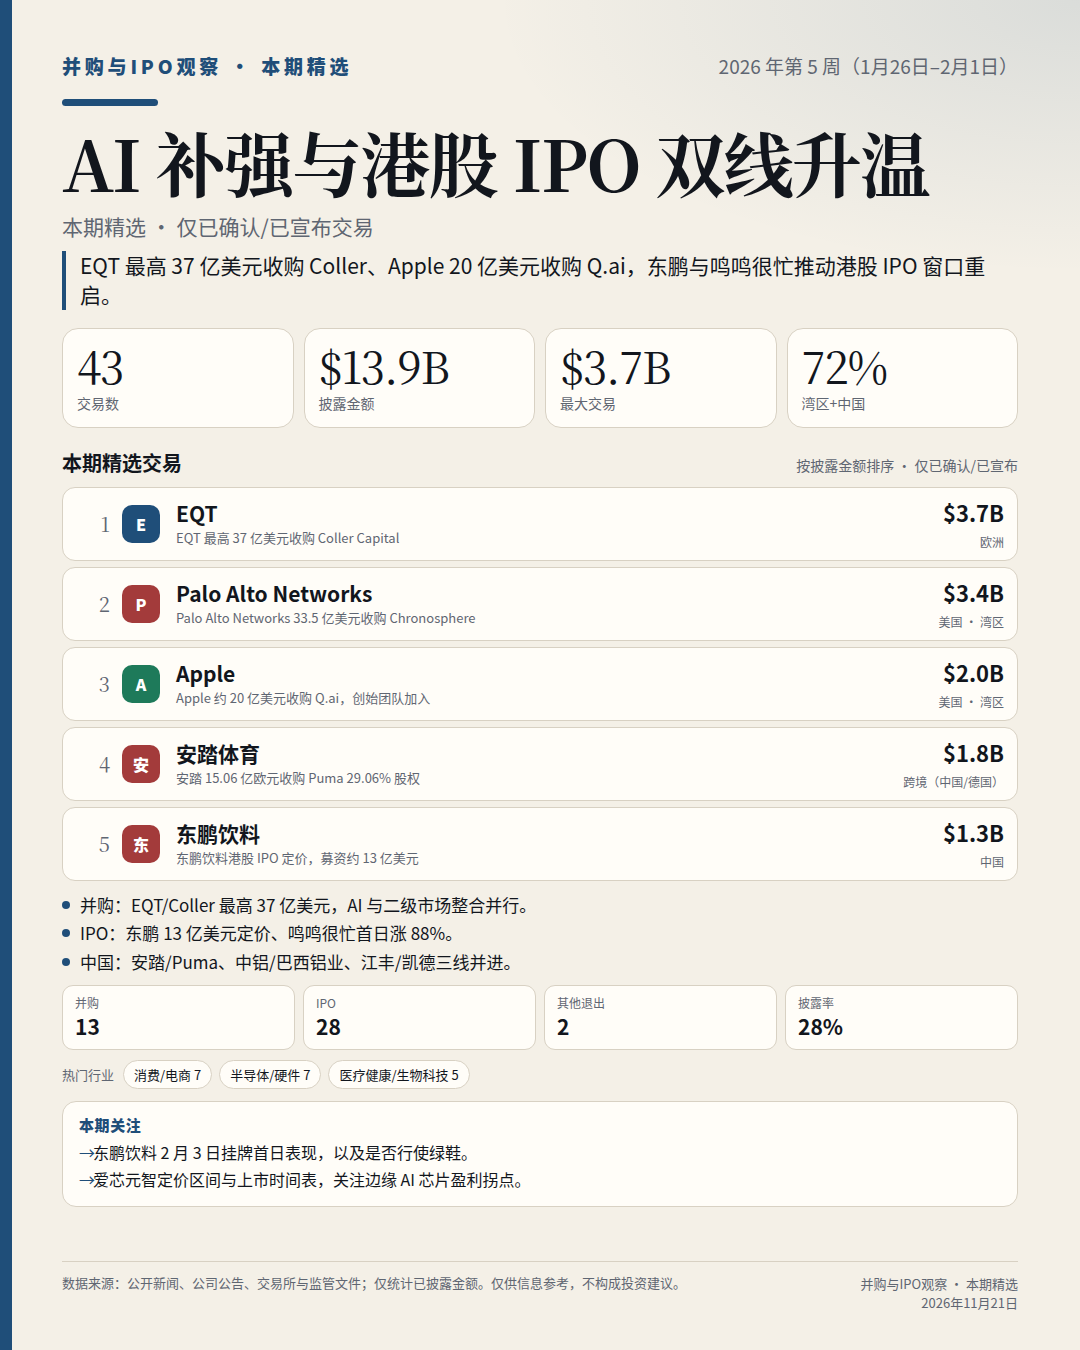 并购与IPO观察 · 本期精选
2026 年第 5 周（1月26日–2月1日）
AI 补强与港股 IPO 双线升温
本期精选 · 仅已确认/已宣布交易
EQT 最高 37 亿美元收购 Coller、Apple 20 亿美元收购 Q.ai，东鹏与鸣鸣很忙推动港股 IPO 窗口重
启。
43
交易数
$13.9B
披露金额
$3.7B
最大交易
72%
湾区+中国
本期精选交易
按披露金额排序 · 仅已确认/已宣布
1
E
EQT
EQT 最高 37 亿美元收购 Coller Capital
$3.7B
欧洲
2
P
Palo Alto Networks
Palo Alto Networks 33.5 亿美元收购 Chronosphere
$3.4B
美国 · 湾区
3
A
Apple
Apple 约 20 亿美元收购 Q.ai，创始团队加入
$2.0B
美国 · 湾区
4
安
安踏体育
安踏 15.06 亿欧元收购 Puma 29.06% 股权
$1.8B
跨境（中国/德国）
5
东
东鹏饮料
东鹏饮料港股 IPO 定价，募资约 13 亿美元
$1.3B
中国
并购：EQT/Coller 最高 37 亿美元，AI 与二级市场整合并行。
IPO：东鹏 13 亿美元定价、鸣鸣很忙首日涨 88%。
中国：安踏/Puma、中铝/巴西铝业、江丰/凯德三线并进。
并购
13
IPO
28
其他退出
2
披露率
28%
热门行业
消费/电商 7
半导体/硬件 7
医疗健康/生物科技 5
本期关注
→东鹏饮料 2 月 3 日挂牌首日表现，以及是否行使绿鞋。
→爱芯元智定价区间与上市时间表，关注边缘 AI 芯片盈利拐点。
数据来源：公开新闻、公司公告、交易所与监管文件；仅统计已披露金额。仅供信息参考，不构成投资建议。
并购与IPO观察 · 本期精选
2026年11月21日